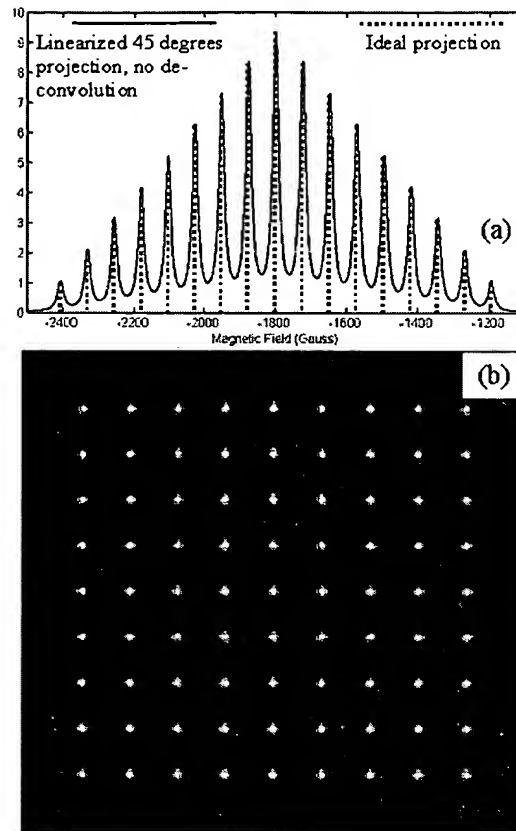 Linearized 45 degrees
projection, no de-
convolution
Ideal projection
10
9
8
7
6
5
4
3
2
1
0
(a)
-2400 -2200 -2000 -1800 -1600 -1400 -1200
Magnetic Field (Gauss)
(b)